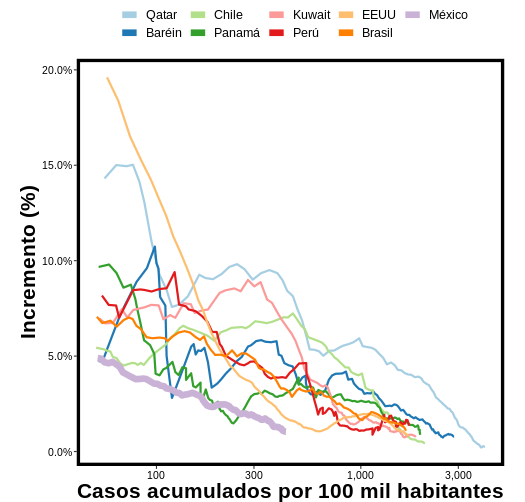 Qatar Chile Kuwait EEUU México
Baréin Panamá Perú Brasil
20.0%
15.0%
10.0%
5.0%
0.0%
Incremento (%)
100 300 1,000 3,000
Casos acumulados por 100 mil habitantes